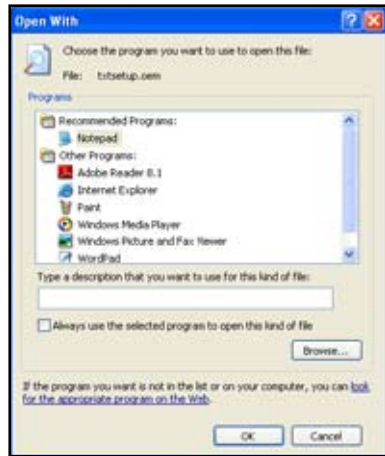 Open With
Choose the program you want to use to open this file:
File: txtsetup.oem
Programs
Recommended Programs:
Notepad
Other Programs:
Adobe Reader 8.1
Internet Explorer
Paint
Windows Media Player
Windows Picture and Fax Viewer
WordPad
Type a description that you want to use for this kind of file:
Always use the selected program to open this kind of file
Browse...
If the program you want is not in the list or on your computer, you can look
for the appropriate program on the Web.
OK
Cancel